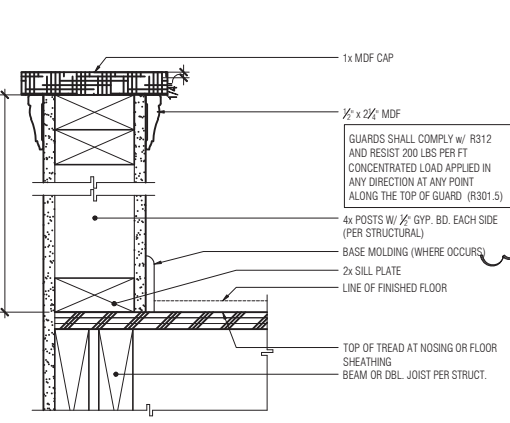 1x MDF CAP
1/4"
½" x 2¼" MDF
GUARDS SHALL COMPLY w/ R312
AND RESIST 200 LBS PER FT
CONCENTRATED LOAD APPLIED IN
ANY DIRECTION AT ANY POINT
ALONG THE TOP OF GUARD (R301.5)
4x POSTS W/ ½" GYP. BD. EACH SIDE
(PER STRUCTURAL)
BASE MOLDING (WHERE OCCURS)
2x SILL PLATE
LINE OF FINISHED FLOOR
TOP OF TREAD AT NOSING OR FLOOR
SHEATHING
BEAM OR DBL. JOIST PER STRUCT.